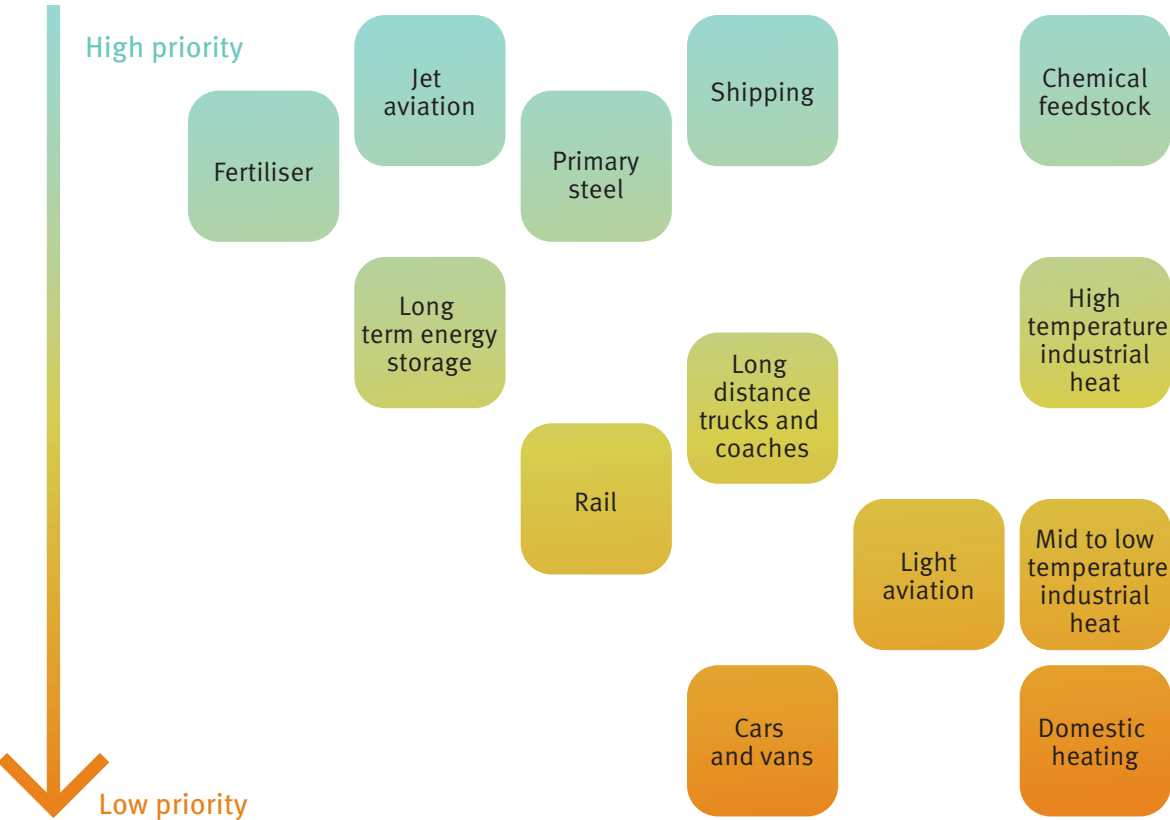 High priority
Jet
aviation
Shipping
Chemical
feedstock
Fertiliser
Primary
steel
Long
term energy
storage
High
temperature
industrial
heat
Long
distance
trucks and
coaches
Rail
Light
aviation
Mid to low
temperature
industrial
heat
Cars
and vans
Domestic
heating
Low priority